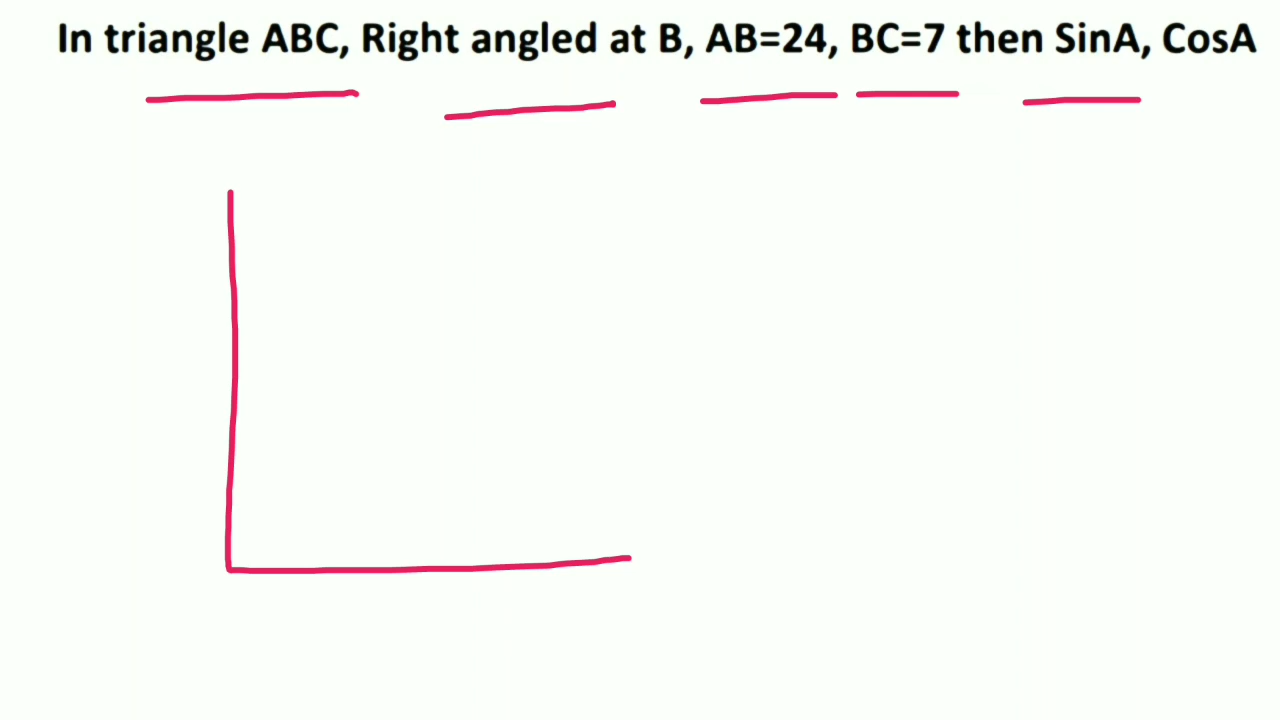 In triangle ABC, Right angled at B, AB=24, BC=7 then SinA, CosA